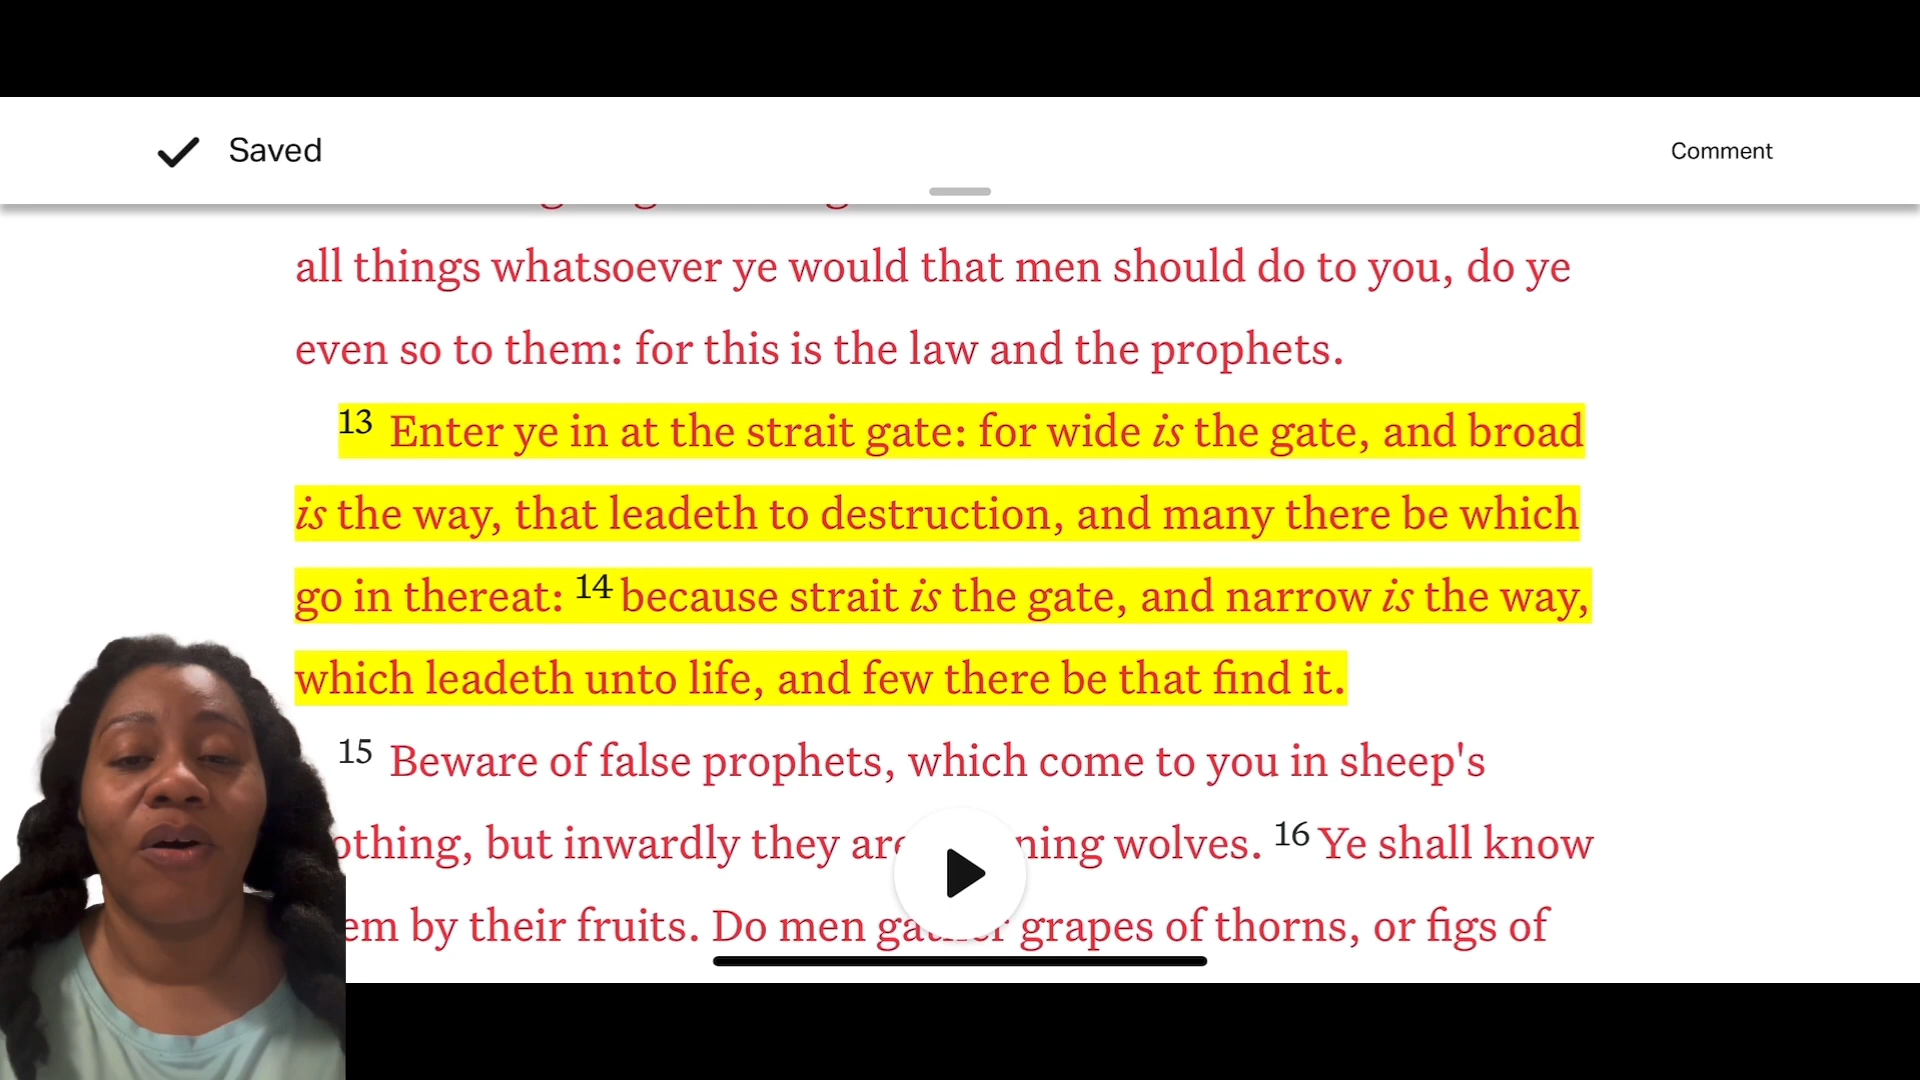 Saved
Comment
all things whatsoever ye would that men should do to you, do ye
even so to them: for this is the law and the prophets.
13 Enter ye in at the strait gate: for wide is the gate, and broad
is the way, that leadeth to destruction, and many there be which
go in thereat: 14 because strait is the gate, and narrow is the way,
which leadeth unto life, and few there be that find it.
15 Beware of false prophets, which come to you in sheep's
but inwardly they wolves. 16 Ye shall know
by their fruits. Do men grapes of thorns, or figs of